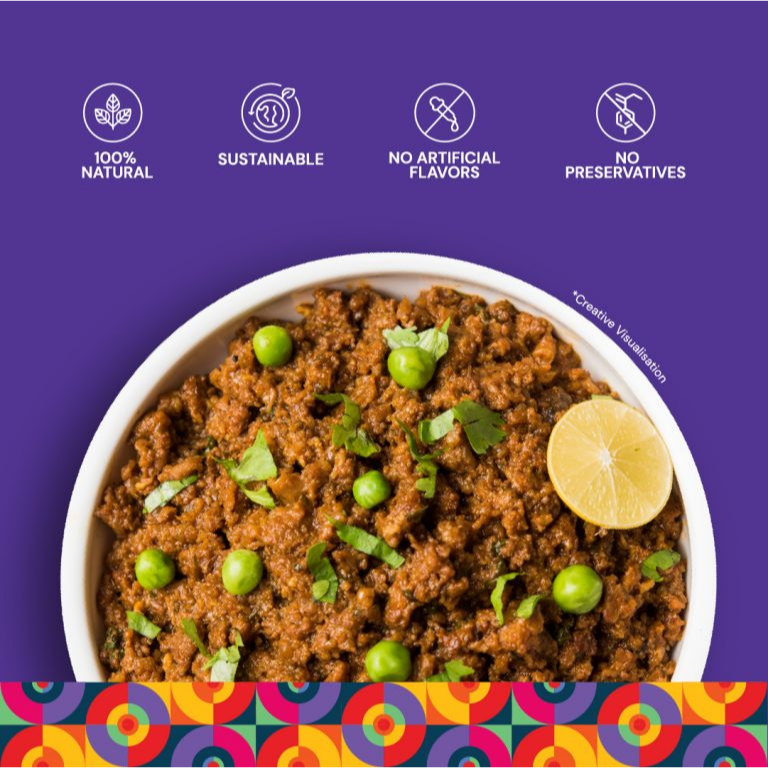 100%
NATURAL
SUSTAINABLE
NO ARTIFICIAL
FLAVORS
NO
PRESERVATIVES
*Creative Visualisation